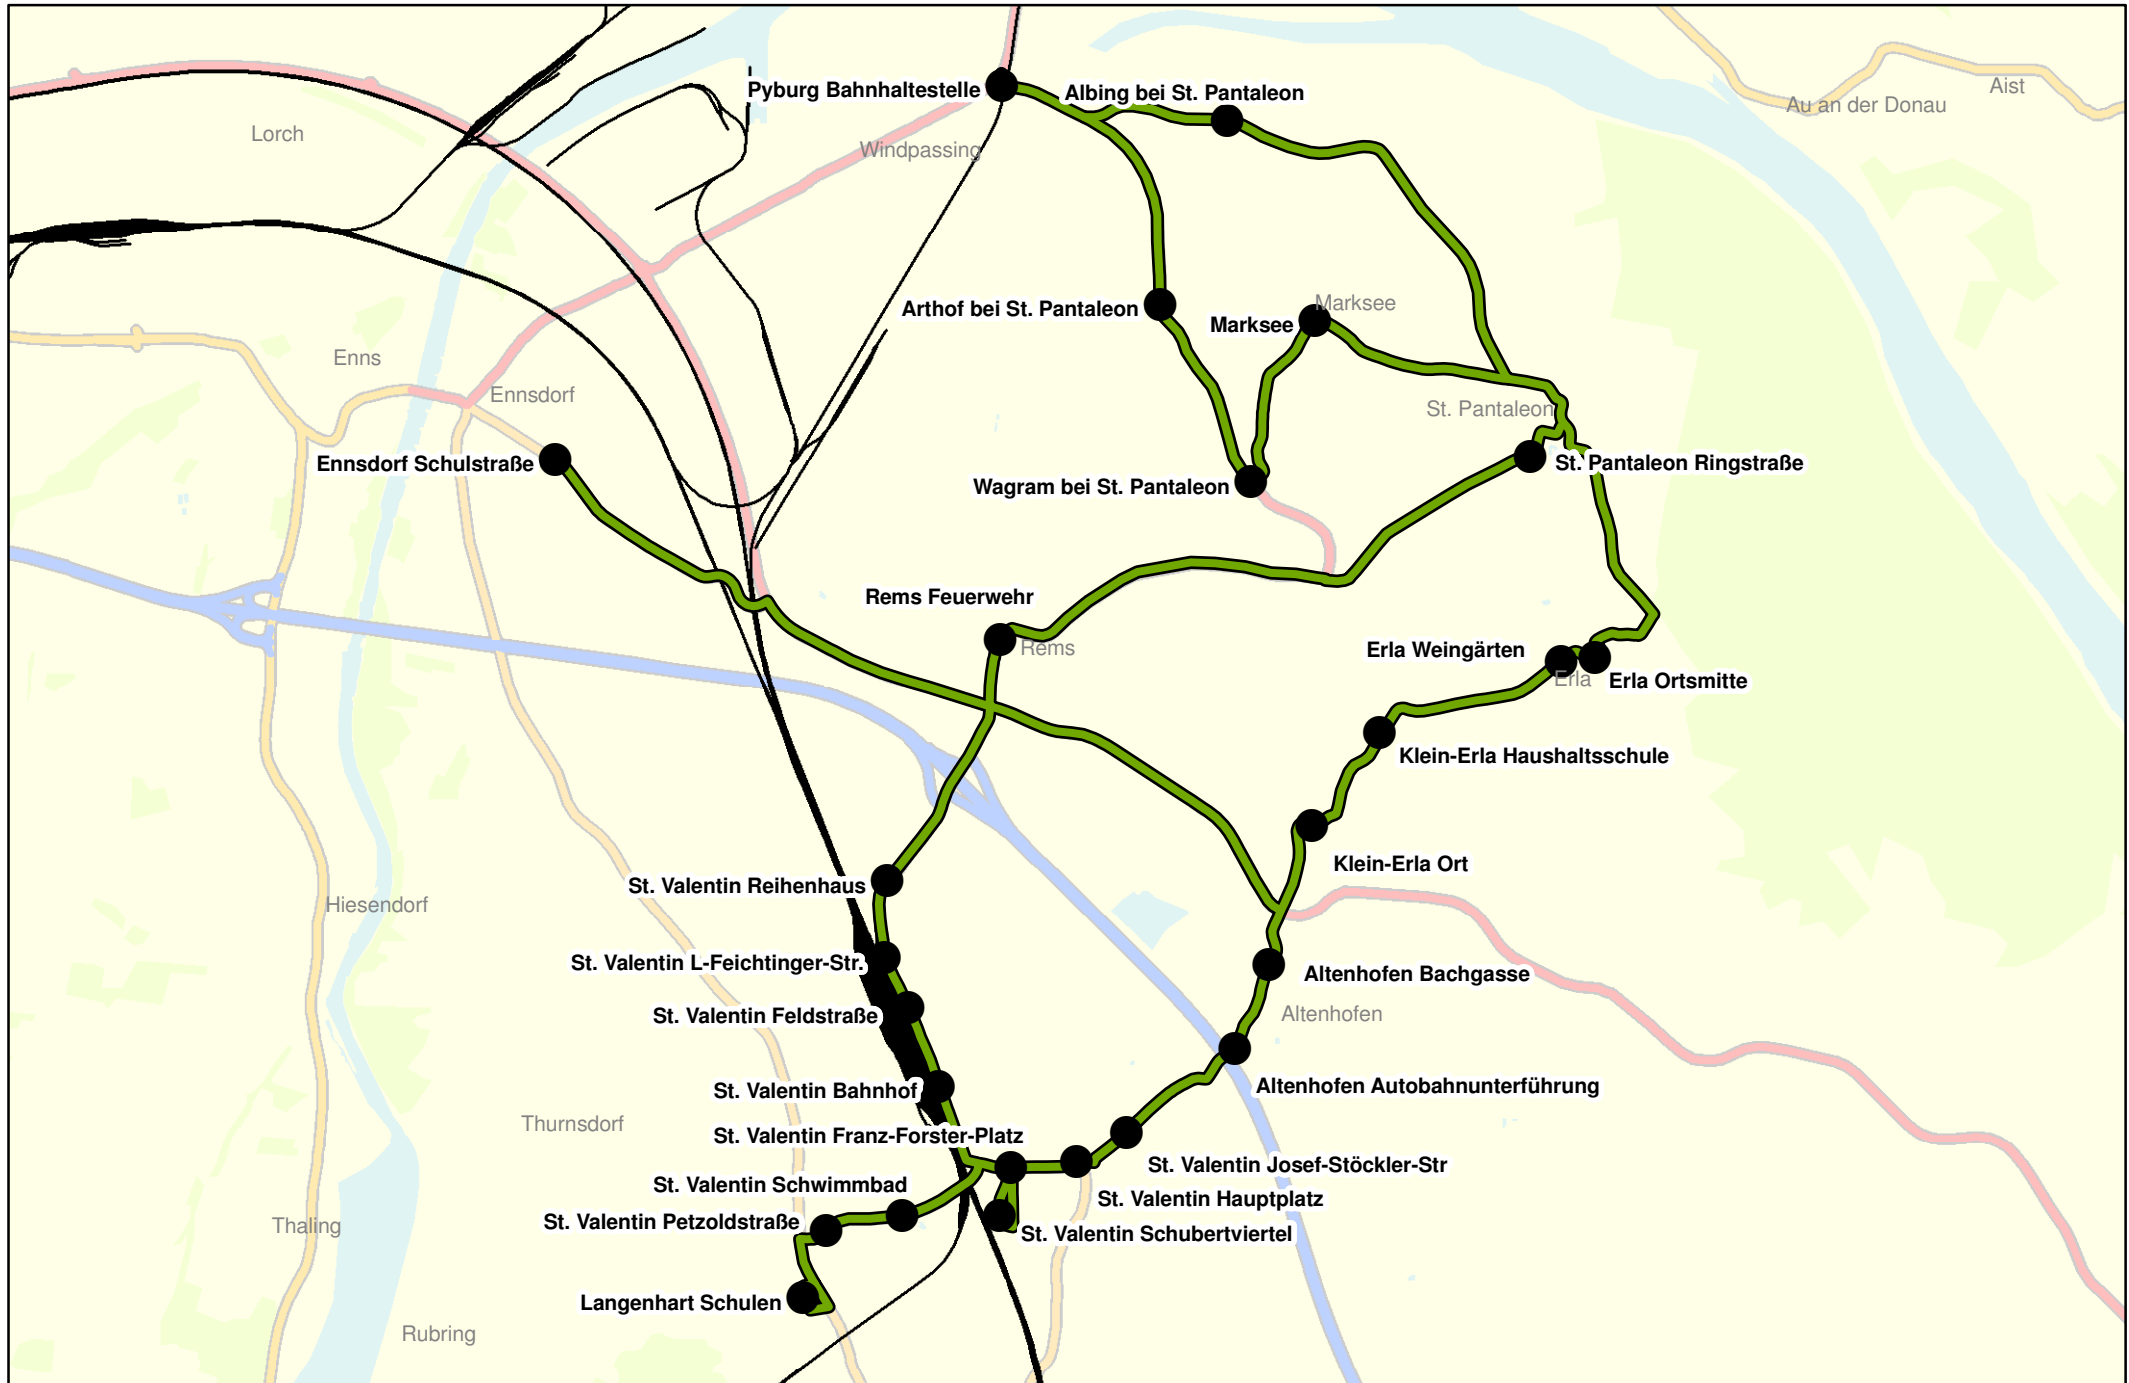 Aist
Pyburg Bahnhaltestelle
Albing bei St. Pantaleon
Au an der Donau
Lorch
Windpassing
Marksee
Arthof bei St. Pantaleon
Marksee
Enns
Ennsdorf
St. Pantaleon
Ennsdorf Schulstraße
St. Pantaleon Ringstraße
Wagram bei St. Pantaleon
Rems Feuerwehr
Rems
Erla Weingärten
Erla
Erla Ortsmitte
Klein-Erla Haushaltsschule
Klein-Erla Ort
St. Valentin Reihenhaus
Hiesendorf
St. Valentin L-Feichtinger-Str.
Altenhofen Bachgasse
St. Valentin Feldstraße
Altenhofen
St. Valentin Bahnhof
Altenhofen Autobahnunterführung
Thurnsdorf
St. Valentin Franz-Forster-Platz
St. Valentin Josef-Stöckler-Str
St. Valentin Schwimmbad
St. Valentin Hauptplatz
St. Valentin Petzoldstraße
Thaling
St. Valentin Schubertviertel
Langenhart Schulen
Rubring